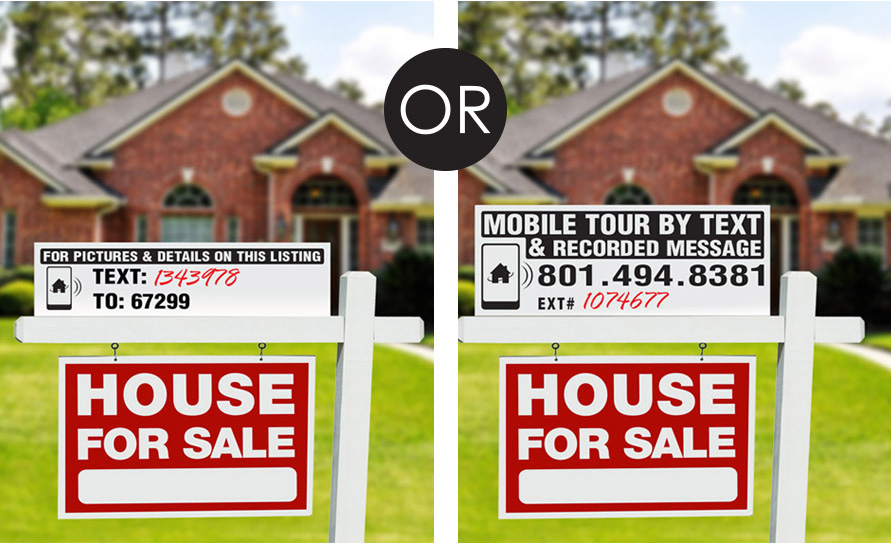 OR
FOR PICTURES & DETAILS ON THIS LISTING
TEXT: 1343978
TO: 67299
HOUSE
FOR SALE
MOBILE TOUR BY TEXT
& RECORDED MESSAGE
801.494.8381
EXT# 1074677
HOUSE
FOR SALE